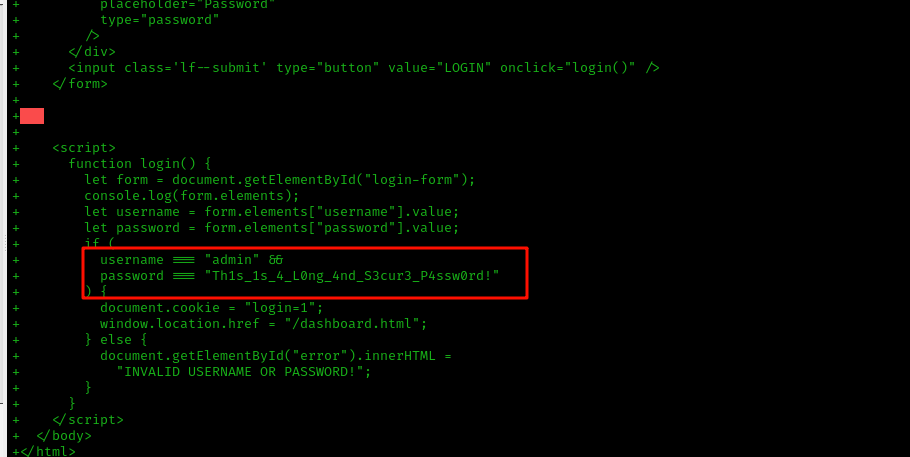 +          placeholder="Password"
+          type="password"
+        />
+      </div>
+      <input class='lf--submit' type="button" value="LOGIN" onclick="login()" />
+    </form>
+
+
+
+    <script>
+      function login() {
+        let form = document.getElementById("login-form");
+        console.log(form.elements);
+        let username = form.elements["username"].value;
+        let password = form.elements["password"].value;
+        if (
+          username === "admin" &&
+          password === "Th1s_1s_4_L0ng_4nd_S3cur3_P4ssw0rd!"
+        ) {
+          document.cookie = "login=1";
+          window.location.href = "/dashboard.html";
+        } else {
+          document.getElementById("error").innerHTML =
+            "INVALID USERNAME OR PASSWORD!";
+        }
+      }
+    </script>
+  </body>
+</html>